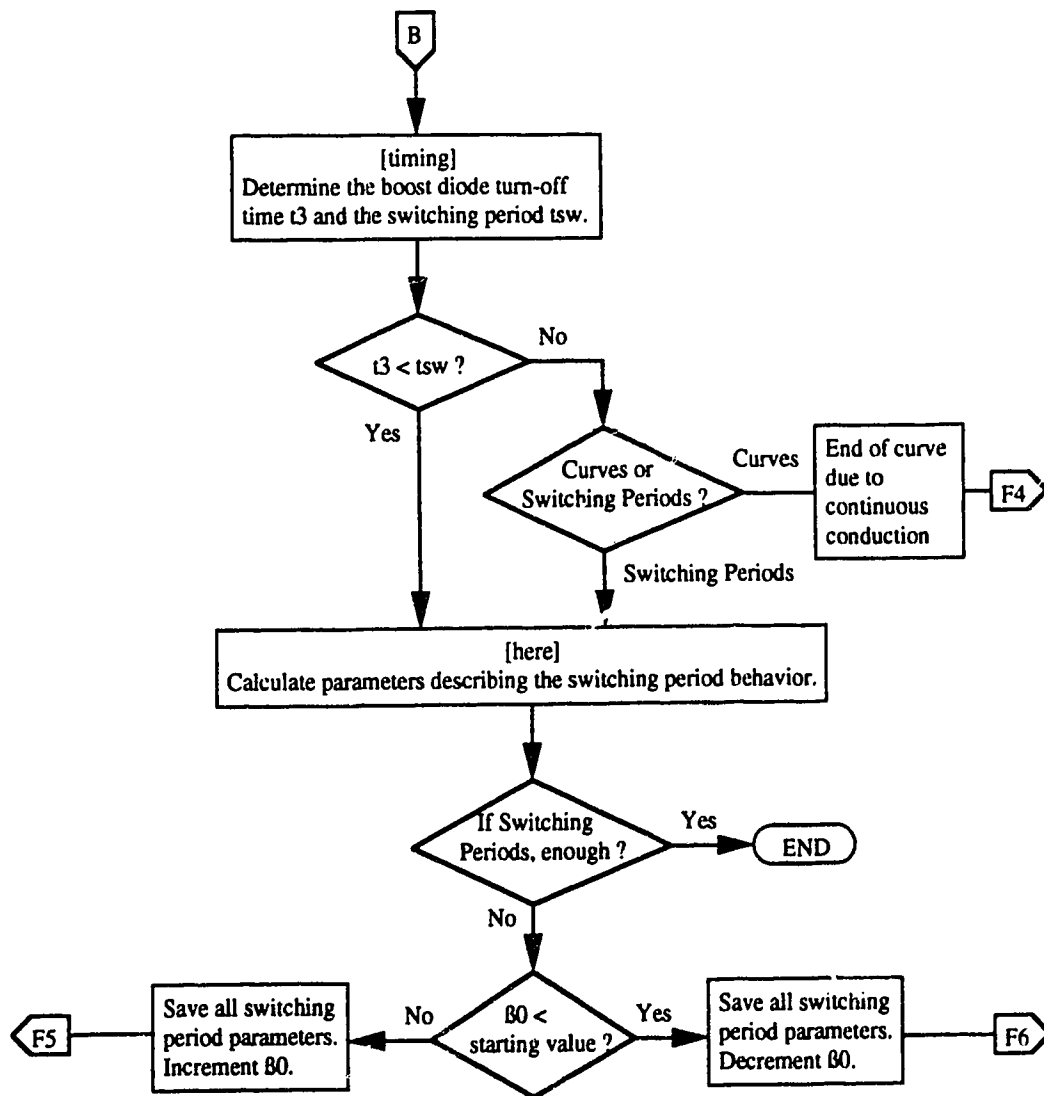 B
[timing]
Determine the boost diode turn-off
time t3 and the switching period tsw.
t3 < tsw ?
No
Yes
Curves or
Switching Periods ?
Curves
End of curve
due to
continuous
conduction
F4
Switching Periods
[here]
Calculate parameters describing the switching period behavior.
If Switching
Periods, enough ?
Yes
END
No
ß0 <
starting value ?
No
Yes
Save all switching
period parameters.
Increment ß0.
F5
Save all switching
period parameters.
Decrement ß0.
F6